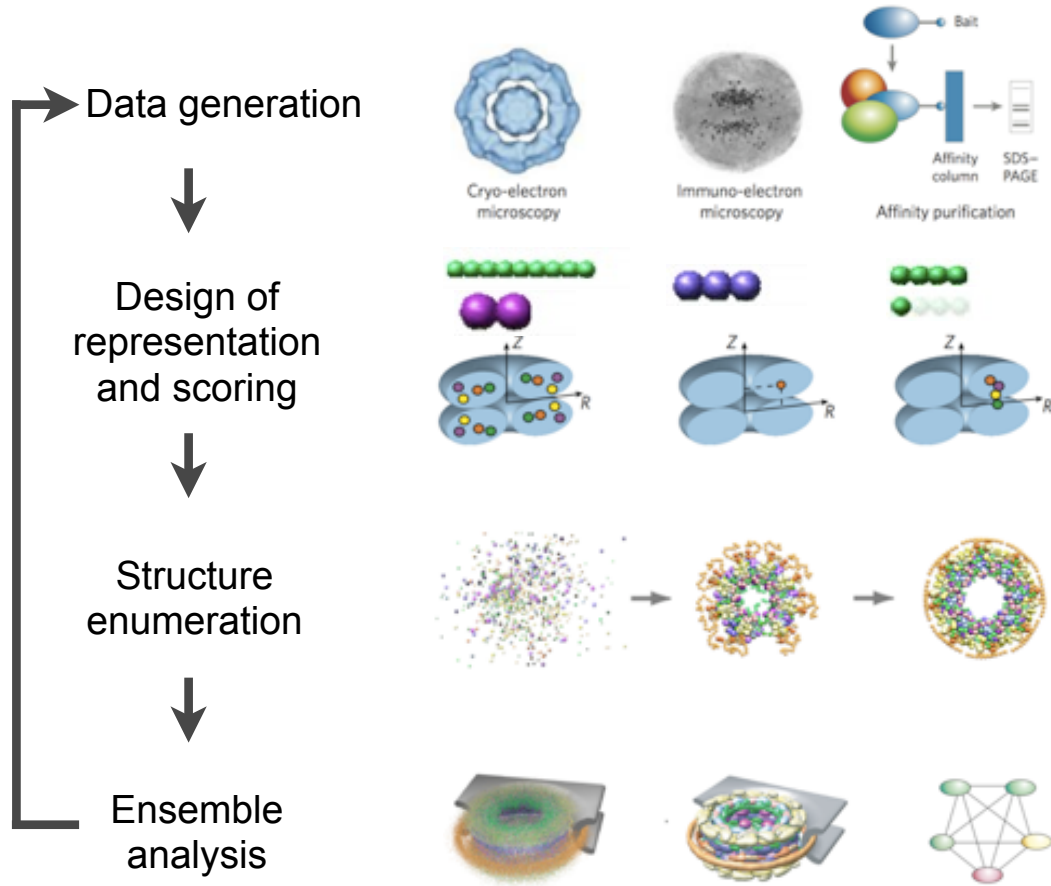 Data generation
Bait
Affinity
column
SDS–
PAGE
Cryo-electron
microscopy
Immuno-electron
microscopy
Affinity purification
Design of
representation
and scoring
Z
R
Z
R
Z
R
Structure
enumeration
Ensemble
analysis